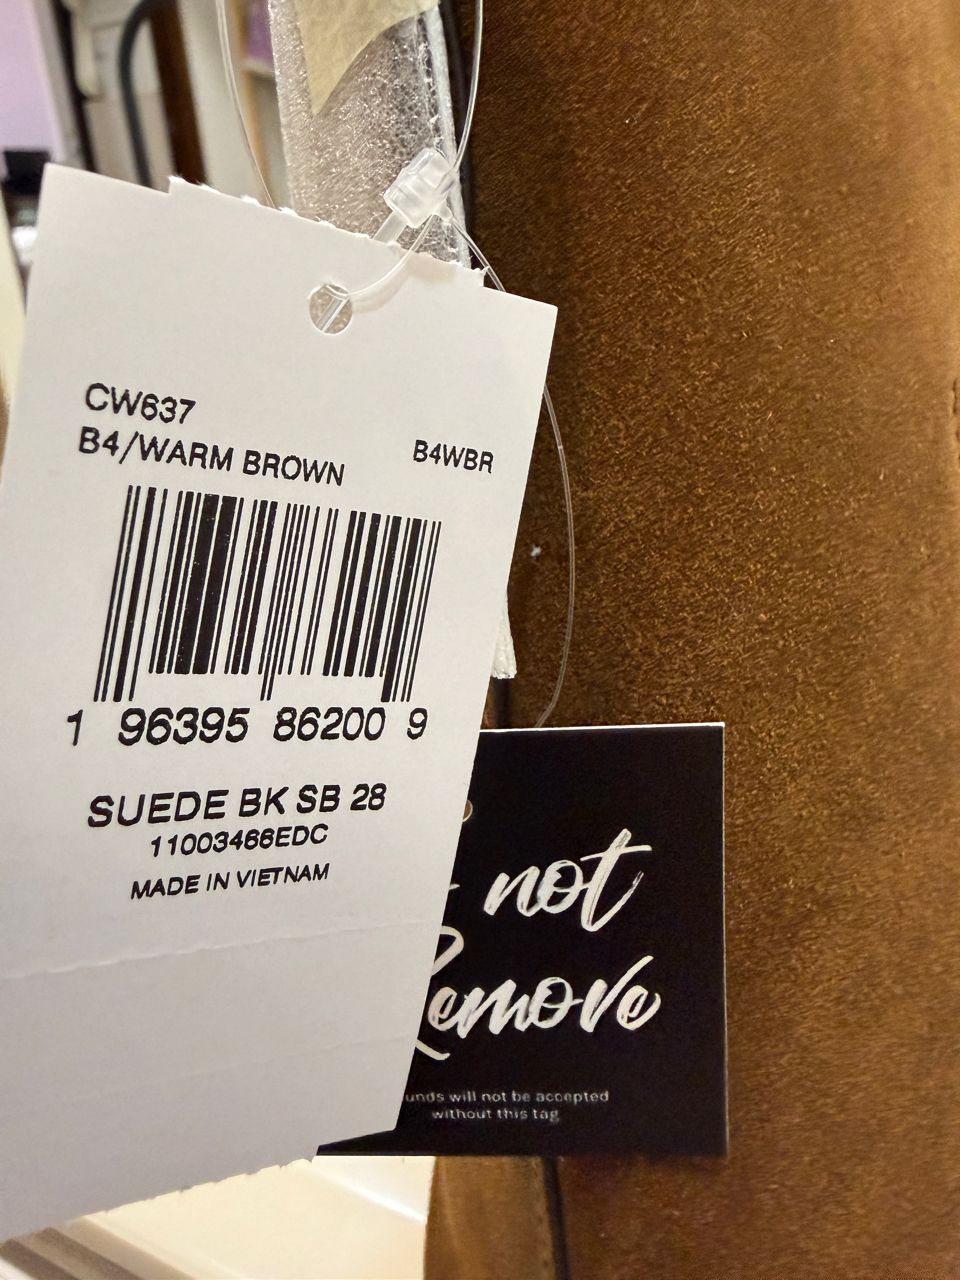 CW637
B4/WARM BROWN
B4WBR
1 96395 86200 9
SUEDE BK SB 28
11003466EDC
MADE IN VIETNAM
not
Remove
unds will not be accepted
without this tag